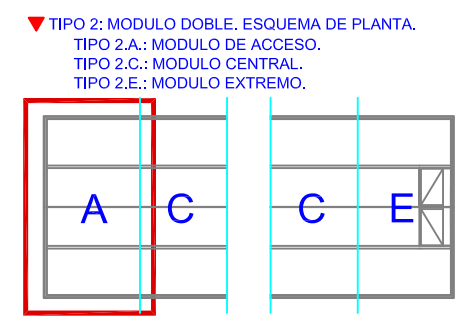 TIPO 2: MODULO DOBLE. ESQUEMA DE PLANTA.
TIPO 2.A.: MODULO DE ACCESO.
TIPO 2.C.: MODULO CENTRAL.
TIPO 2.E.: MODULO EXTREMO.
A C C E